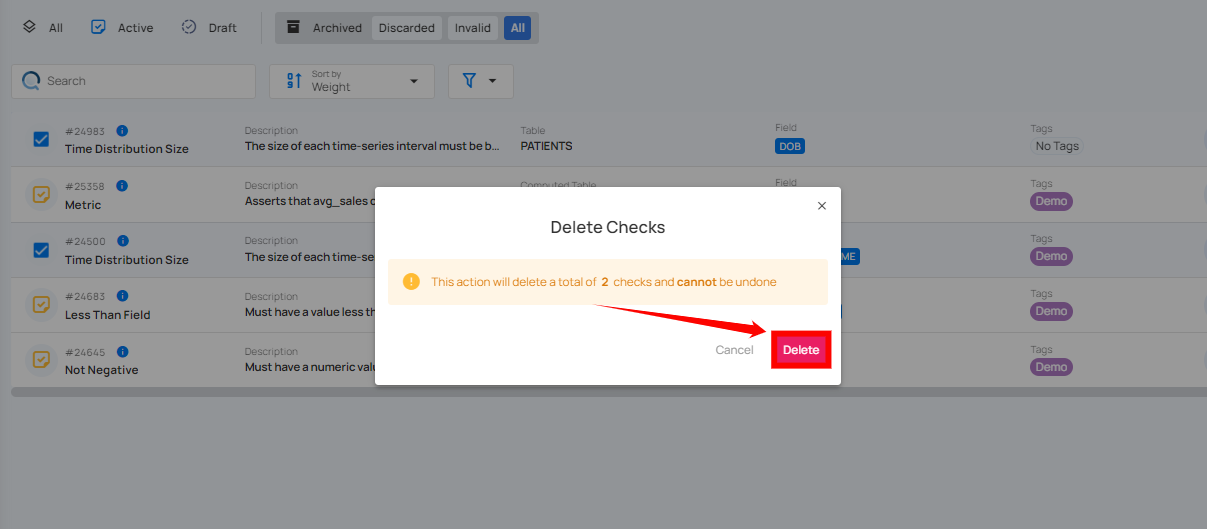 All Active Draft Archived Discarded Invalid All
Search
Sort by
Weight
#24983
Time Distribution Size
Description
The size of each time-series interval must be b...
Table
PATIENTS
Field
DOB
Tags
No Tags
#25358
Metric
Description
Asserts that avg_sales
Computed Table
Field
Tags
Demo
#24500
Time Distribution Size
Description
The size of each time-se
ME
Tags
Demo
#24683
Less Than Field
Description
Must have a value less th
Tags
Demo
#24645
Not Negative
Description
Must have a numeric valu
Tags
Demo
Delete Checks
This action will delete a total of 2 checks and cannot be undone
Cancel Delete